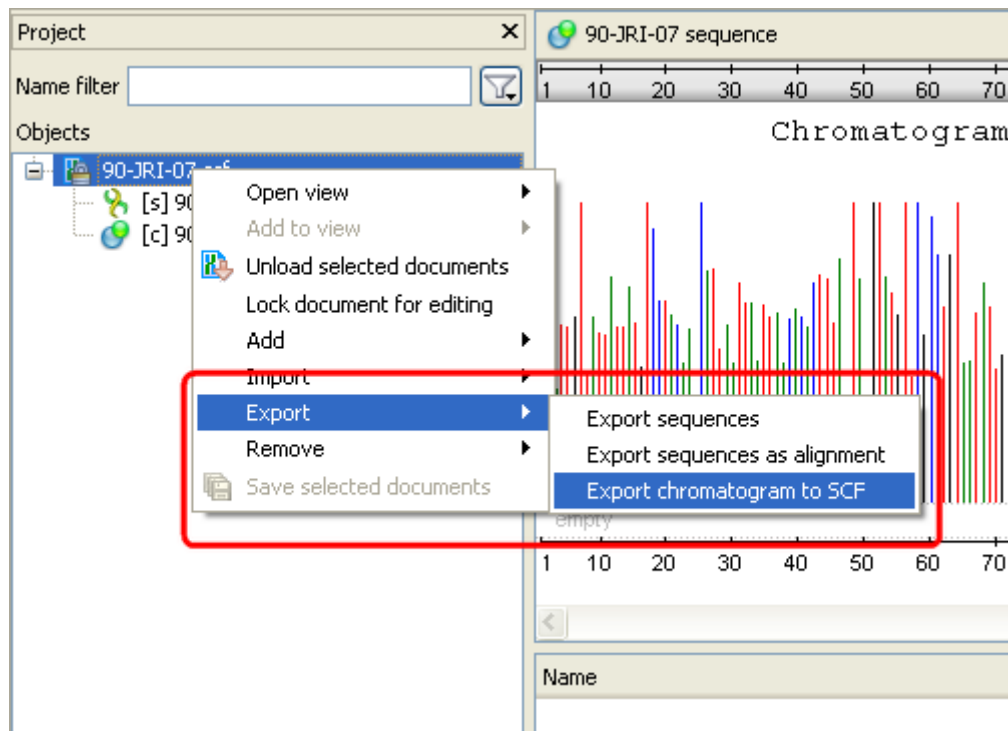 Project
Name filter
Objects
90-JRI-07
[s] 90
[c] 90
Open view
Add to view
Unload selected documents
Lock document for editing
Add
Import
Export
Remove
Save selected documents
Export sequences
Export sequences as alignment
Export chromatogram to SCF
90-JRI-07 sequence
1 10 20 30 40 50 60 70
Chromatogram
empty
1 10 20 30 40 50 60 70
Name